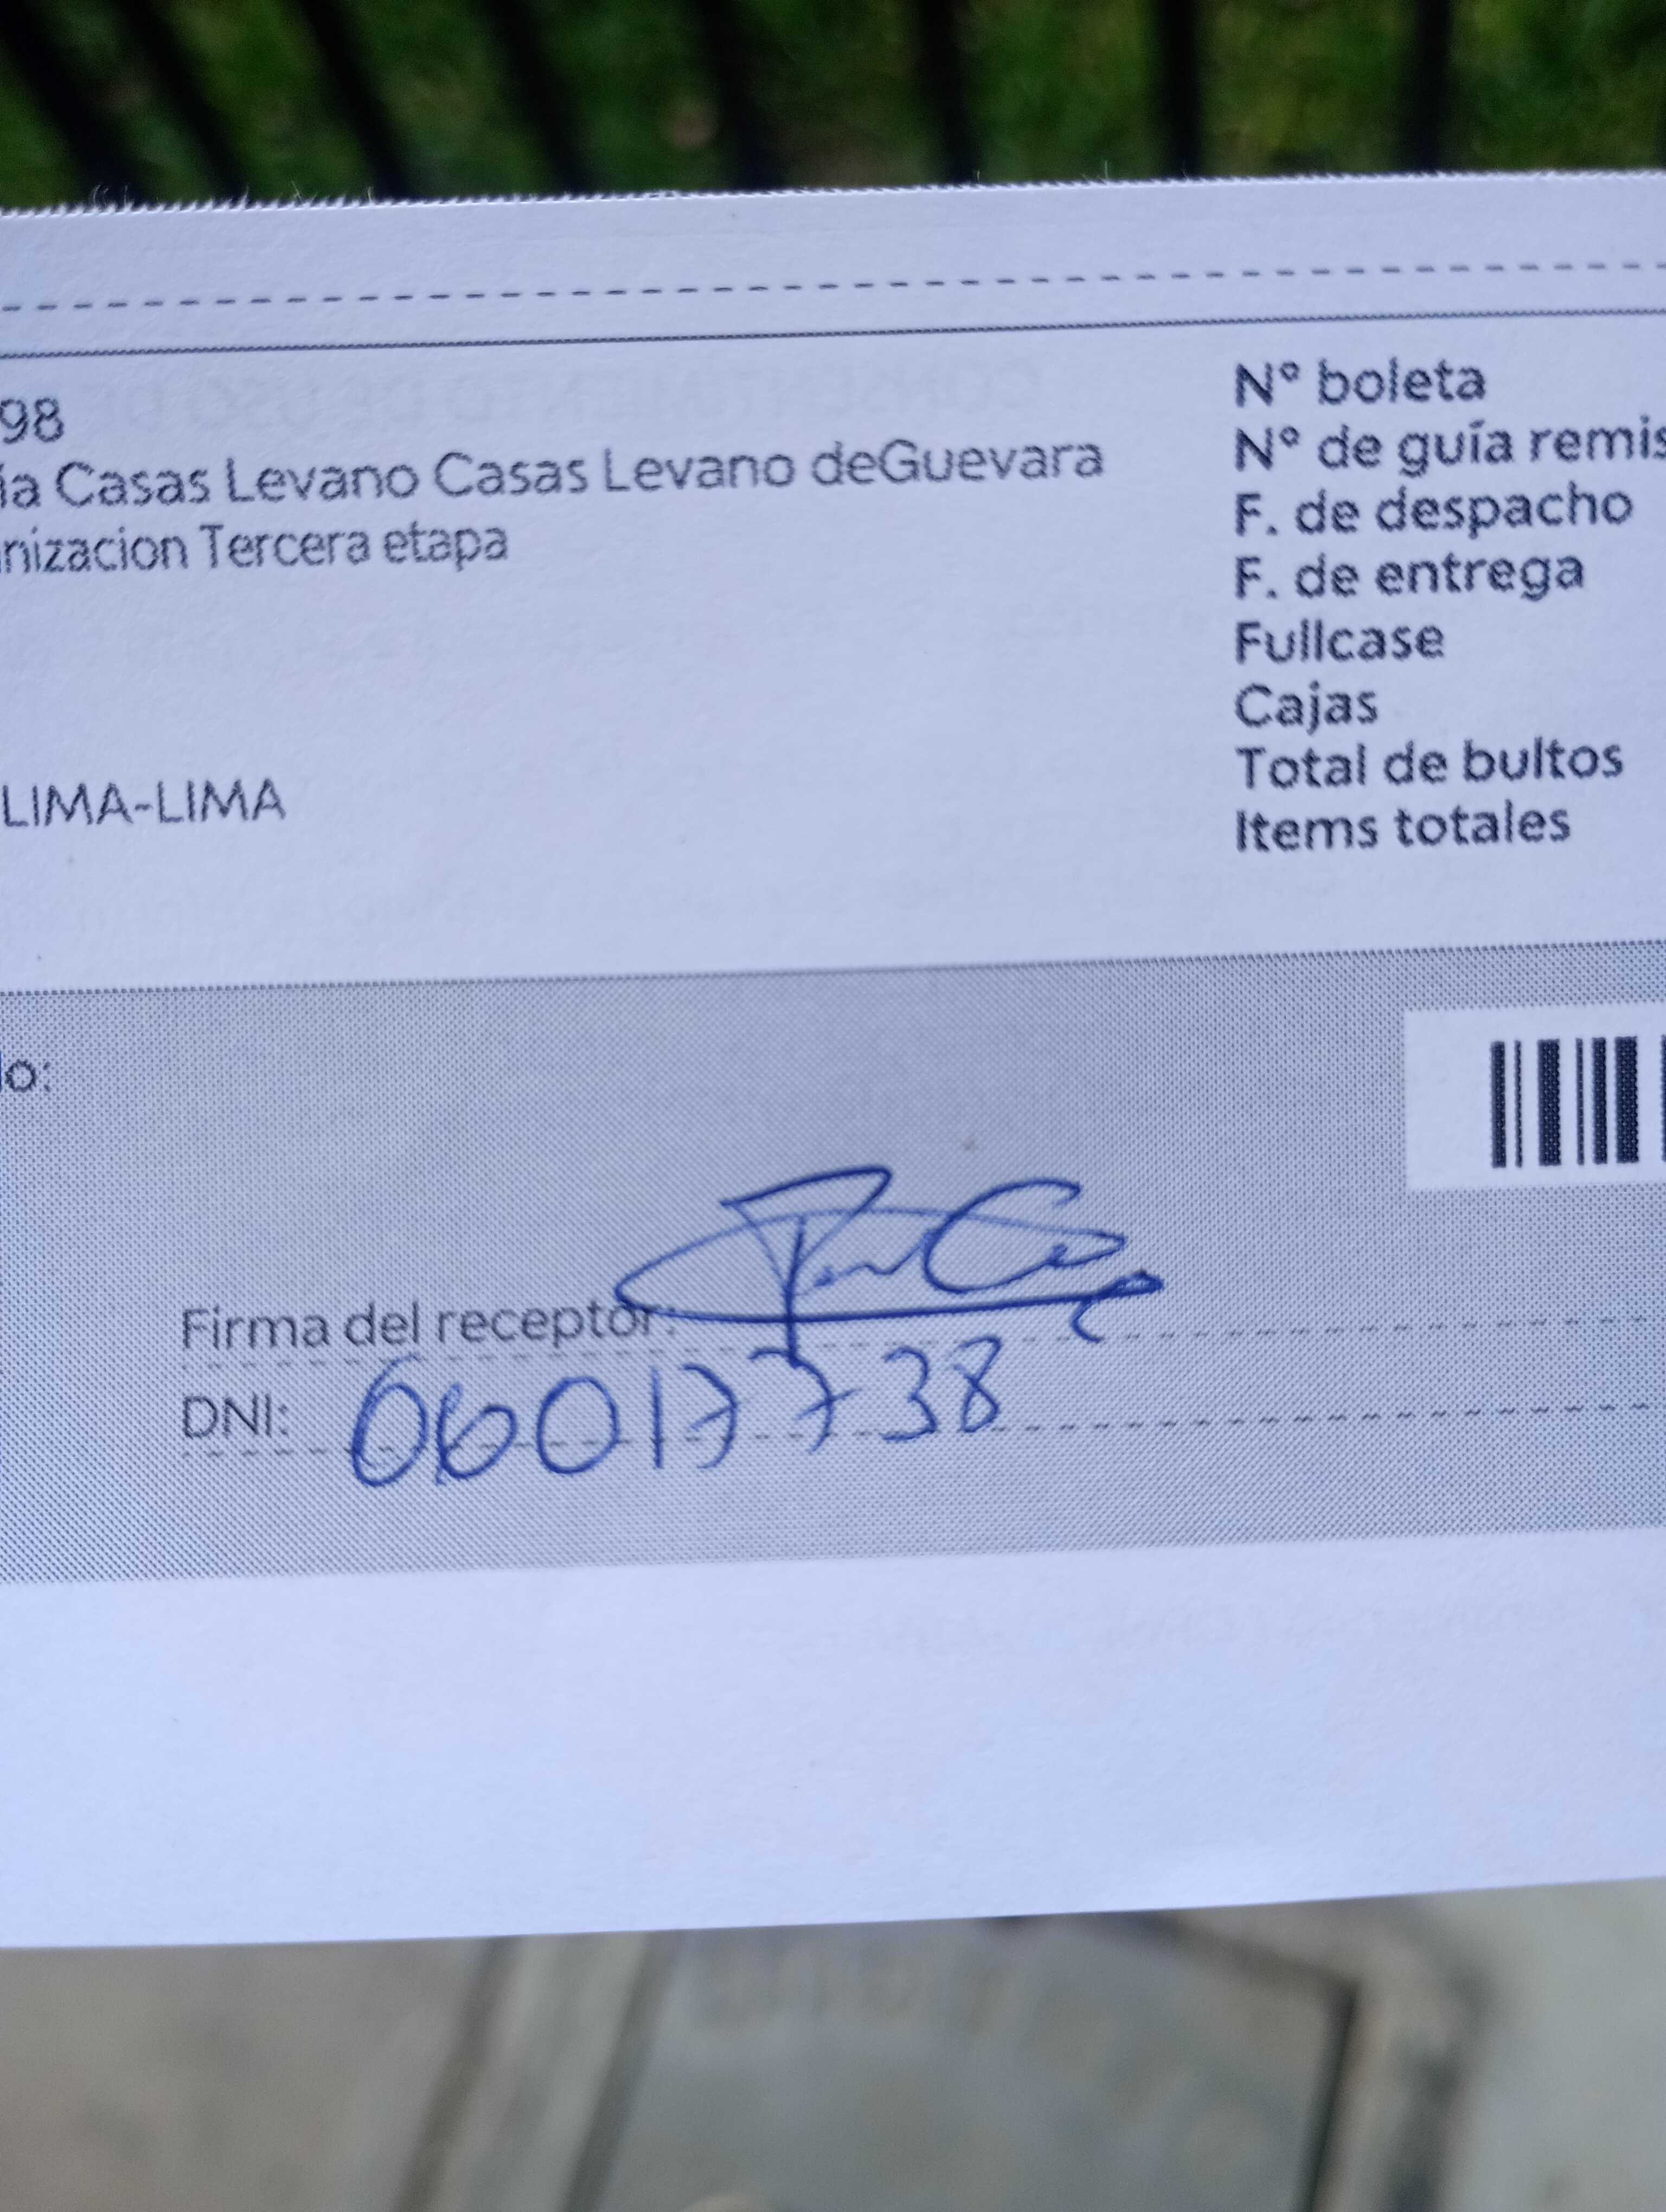 98
ía Casas Levano Casas Levano deGuevara
nizacion Tercera etapa
LIMA-LIMA
N° boleta
N° de guía remis
F. de despacho
F. de entrega
Fullcase
Cajas
Total de bultos
Items totales
o:
Firma del receptor:
DNI: 06017738